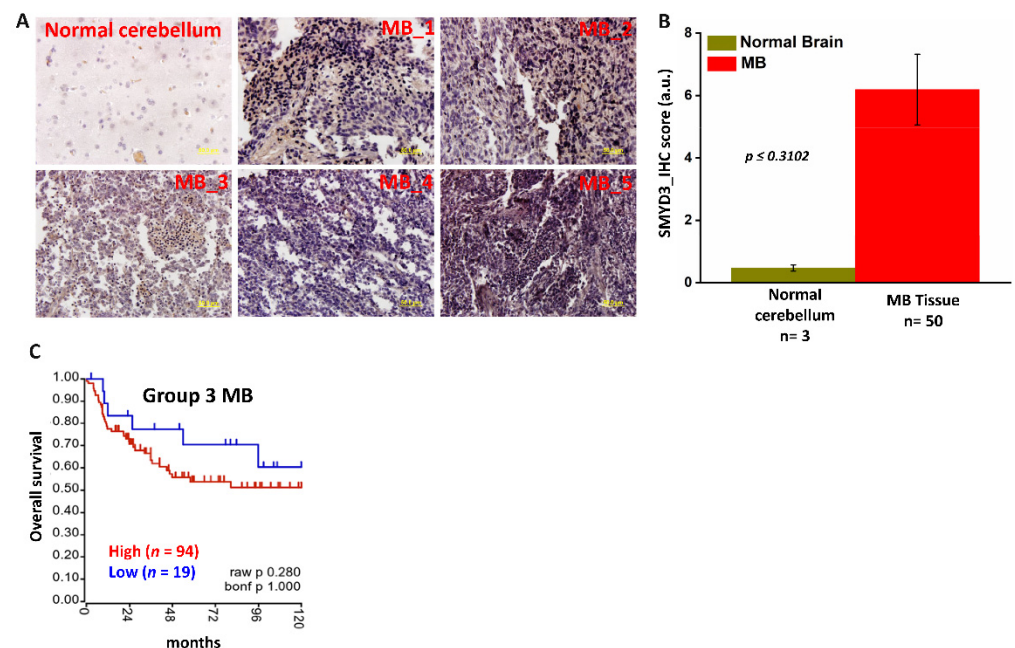 A
Normal cerebellum
MB_1
MB_2
MB_3
MB_4
MB_5
B
8
6
4
2
0
SMYD3_IHC score (a.u.)
Normal Brain
MB
p ≤ 0.3102
Normal
cerebellum
n= 3
MB Tissue
n= 50
C
Group 3 MB
Overall survival
1.00
0.90
0.80
0.70
0.60
0.50
0.40
0.30
0.20
0.10
0.00
High (n = 94)
Low (n = 19)
raw p 0.280
bonf p 1.000
0
24
48
72
96
120
months